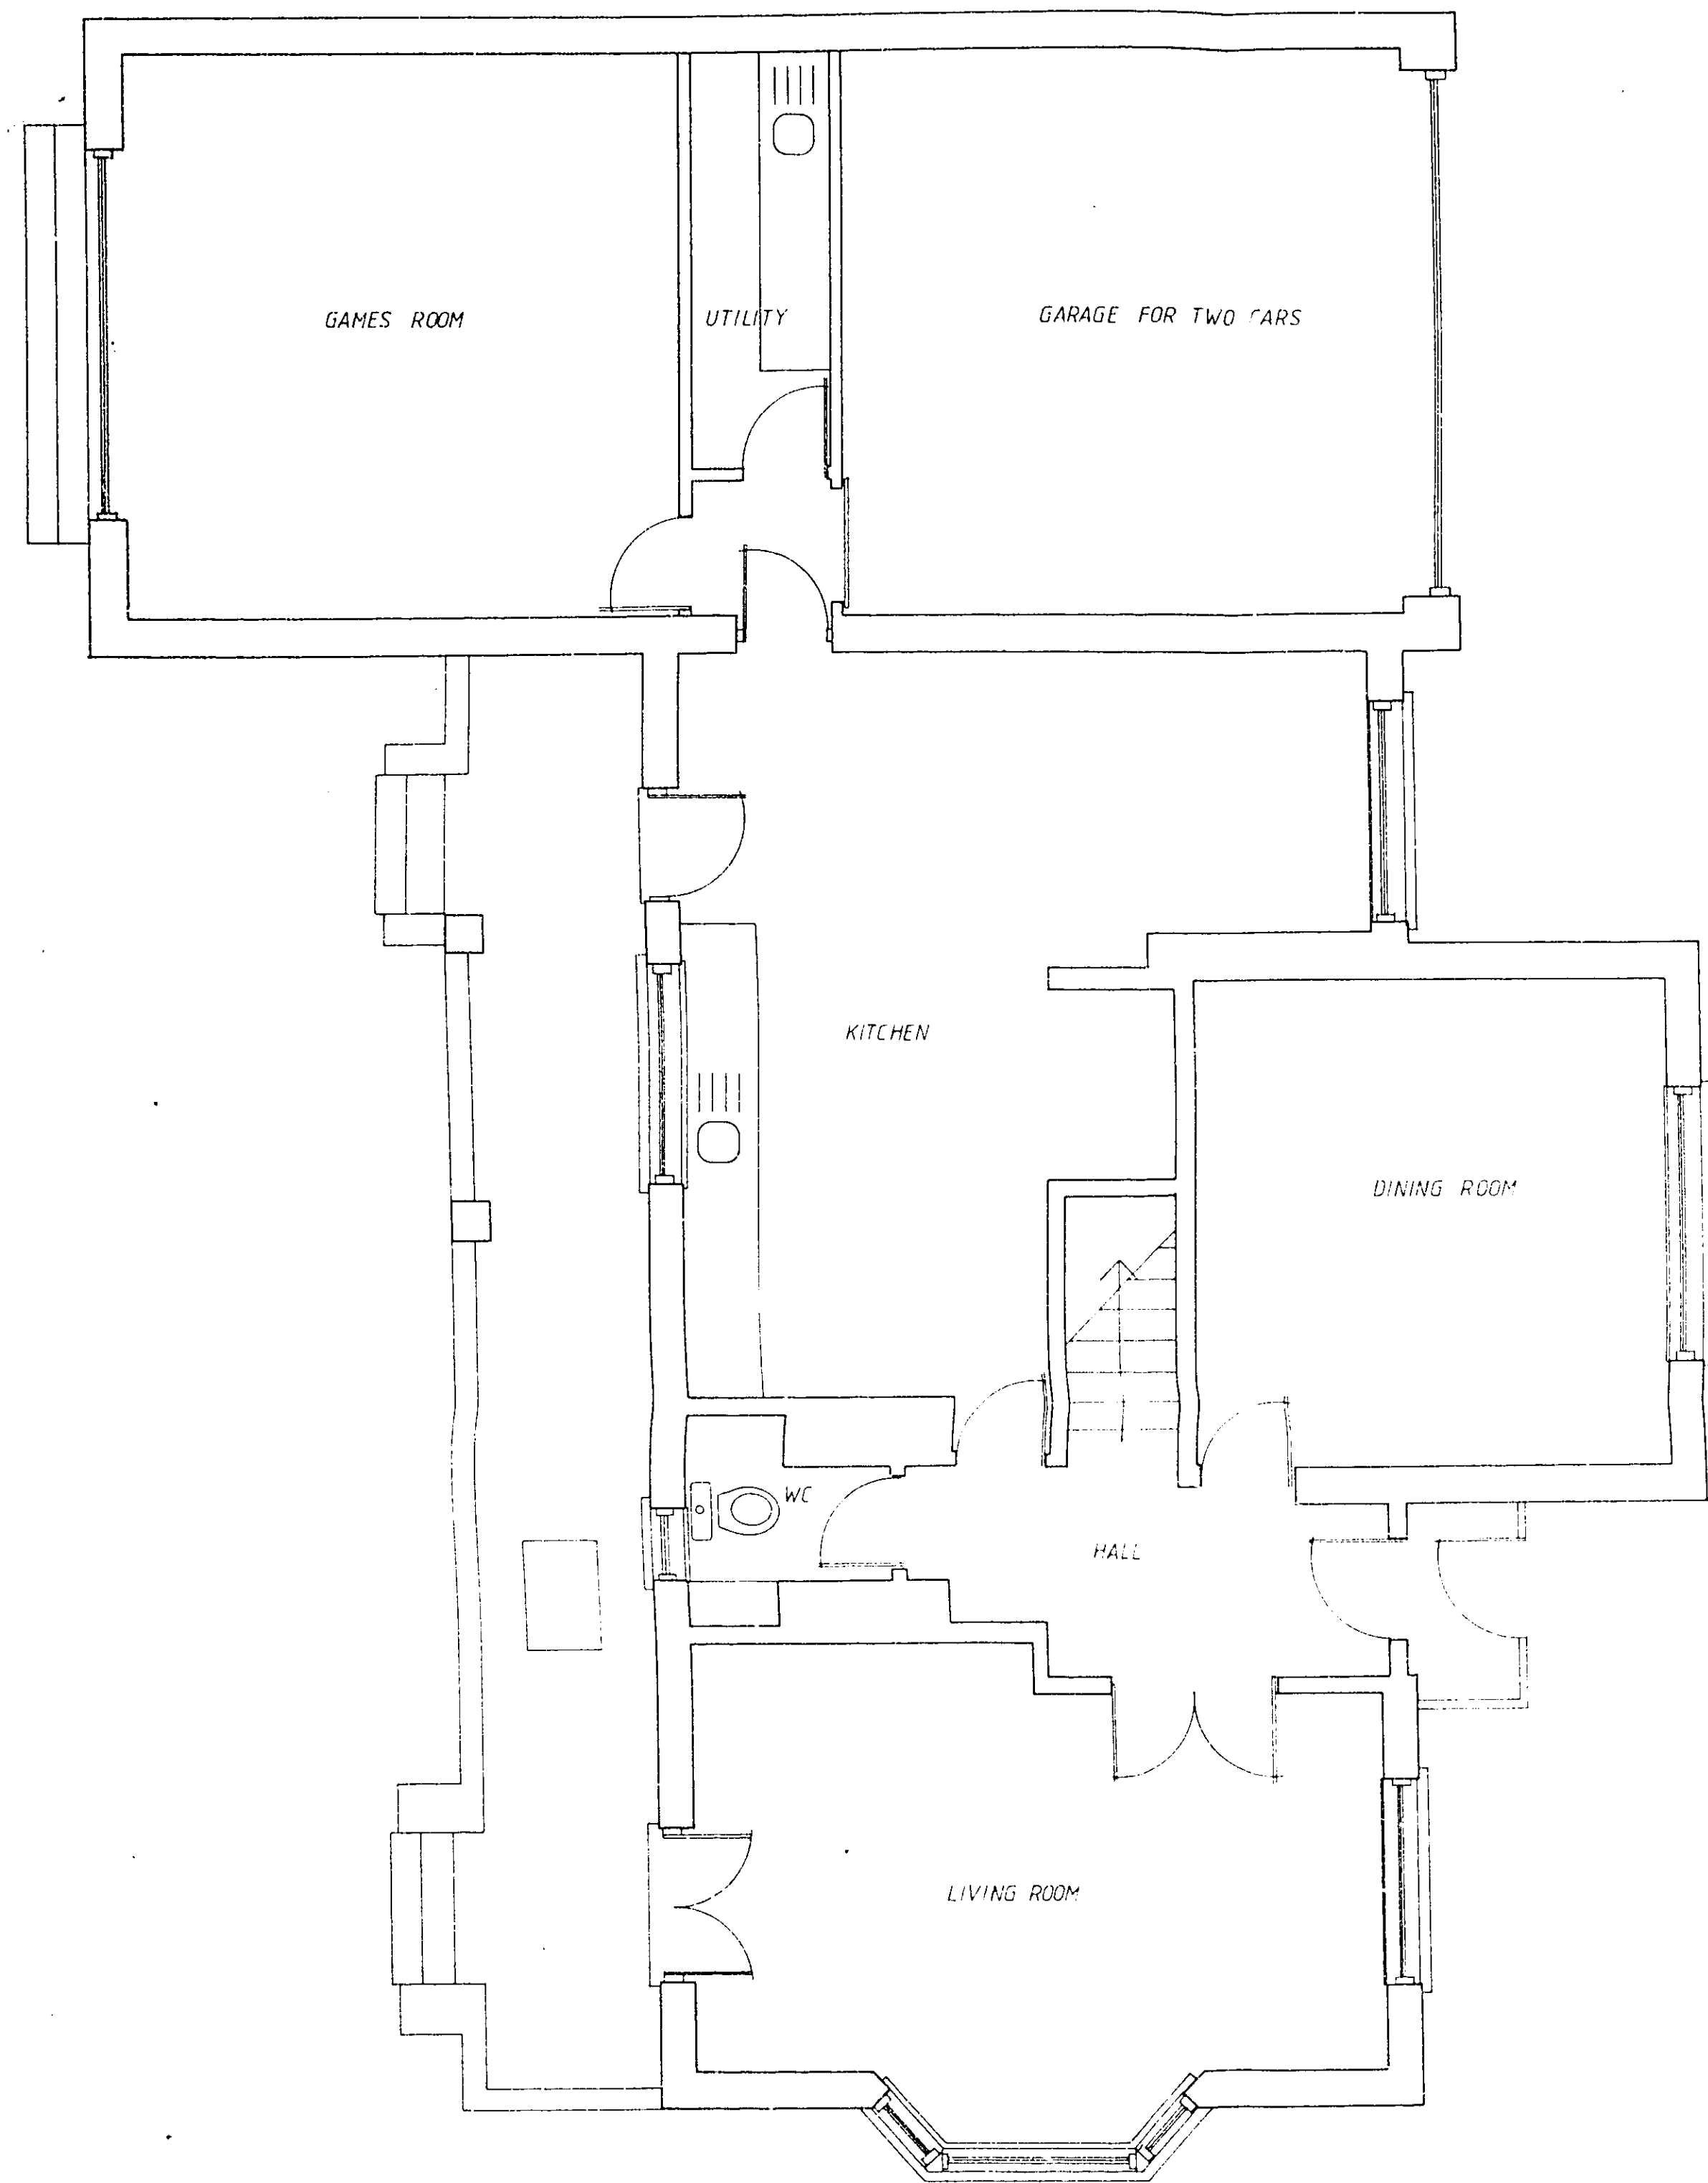 GAMES ROOM
UTILITY
GARAGE FOR TWO CARS
KITCHEN
DINING ROOM
WC
HALL
LIVING ROOM